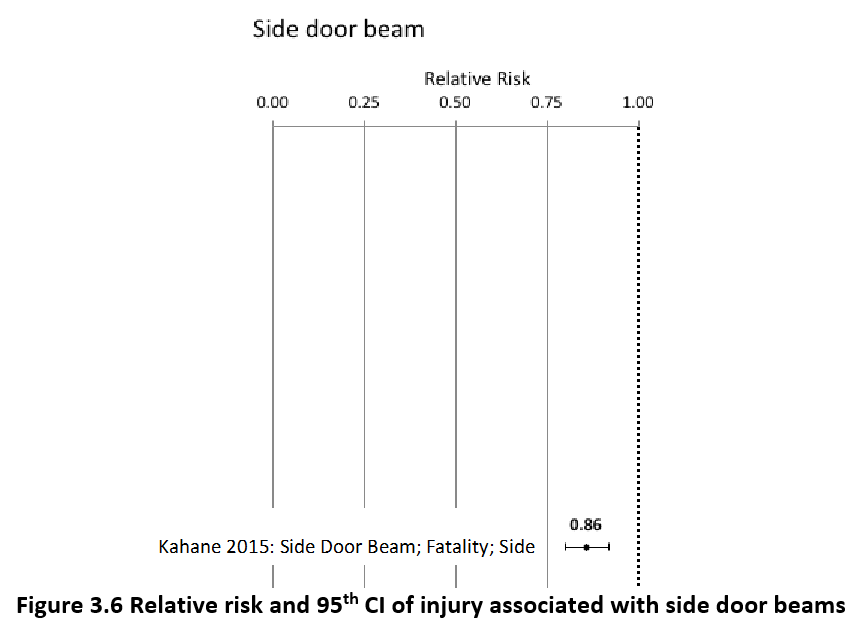 Side door beam
Relative Risk
0.00 0.25 0.50 0.75 1.00
0.86
Kahane 2015: Side Door Beam; Fatality; Side
Figure 3.6 Relative risk and 95th CI of injury associated with side door beams